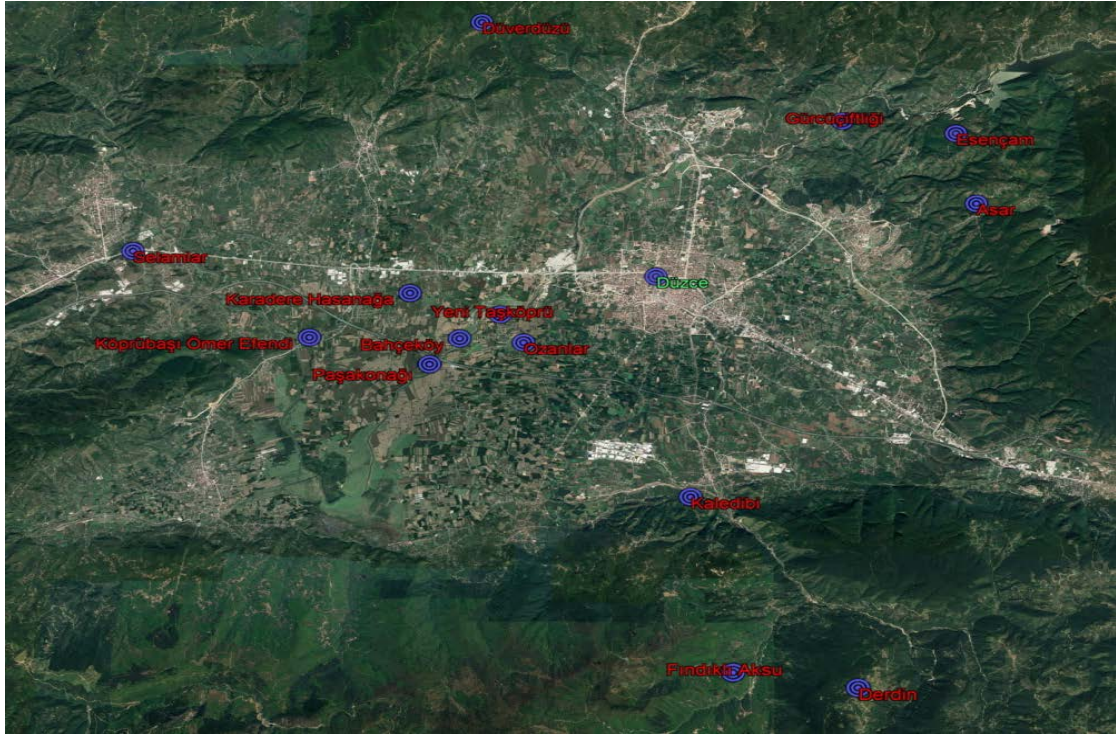 Düverdüzü
Gürcüçiftliği
Esençam
Asar
Selamlar
Düzce
Karadere Hasanağa
Yeni Taşköprü
Köprübaşı Ömer Efendi
Bahçeköy
Ozanlar
Paşakonağı
Kaledibi
Fındıklı Aksu
Derdin